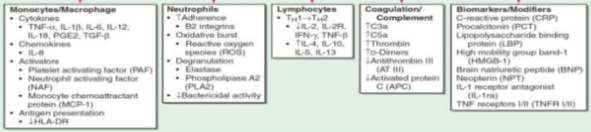 Monocytes/Macrophage
• Cytokines
• TNF-α, IL-1β, IL-6, IL-12,
IL-18, PGE2, TGF-β
• Chemokines
• IL-8
• Activators
• Platelet activating factor (PAF)
• Neutrophil activating factor
(NAF)
• Monocyte chemoattractant
protein (MCP-1)
• Antigen presentation
• ↓HLA-DR
Neutrophils
• ↑Adherence
• B2 integrins
• Oxidative burst
• Reactive oxygen
species (ROS)
• Degranulation
• Elastase
• Phospholipase A2
(PLA2)
• ↓Bactericidal activity
Lymphocytes
• TH1→TH2
• ↓IL-2, IL-2R,
IFN-γ, TNF-β
• ↑IL-4, IL-10,
IL-5, IL-13
Coagulation/
Complement
↑C3a
↑C5a
↑Thrombin
↑D-Dimers
↓Antithrombin III
(AT III)
↓Activated protein
C (APC)
Biomarkers/Modifiers
C-reactive protein (CRP)
Procalcitonin (PCT)
Lipopolysaccharide binding
protein (LBP)
High mobility group band-1
(HMGB-1)
Brain natriuretic peptide (BNP)
Neopterin (NPT)
IL-1 receptor antagonist
(IL-1ra)
TNF receptors I/II (TNFR I/II)